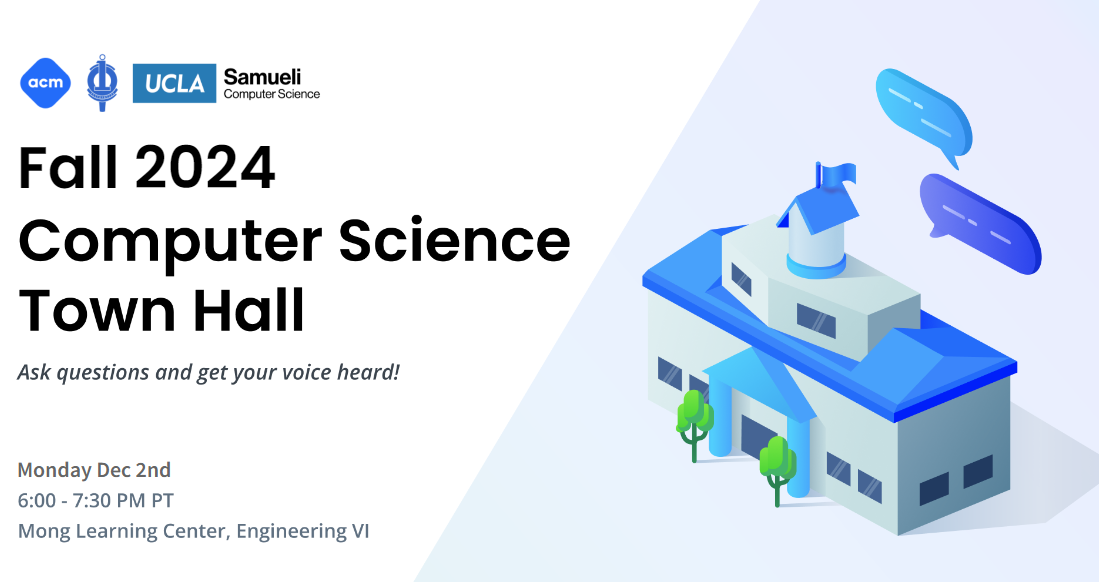 acm
UCLA
Samueli
Computer Science
Fall 2024
Computer Science
Town Hall
Ask questions and get your voice heard!
Monday Dec 2nd
6:00 - 7:30 PM PT
Mong Learning Center, Engineering VI